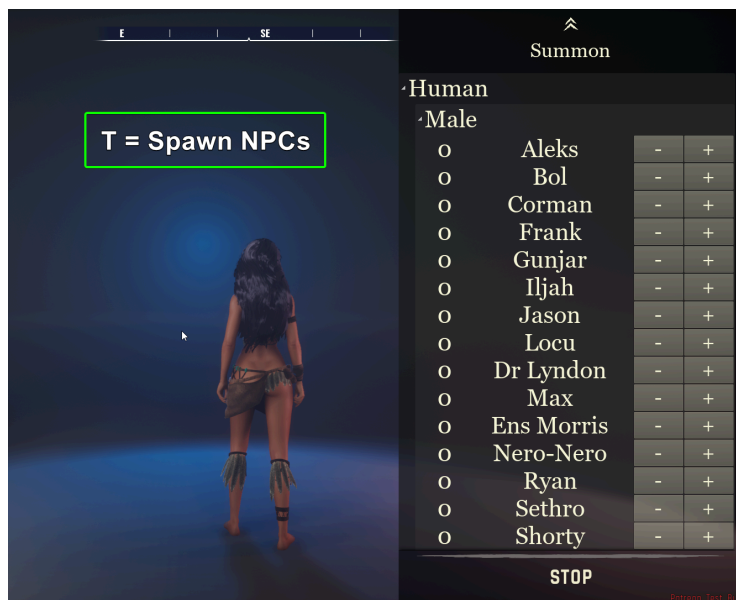 E
SE
T = Spawn NPCs
Summon
Human
Male
0 Aleks - +
0 Bol - +
0 Corman - +
0 Frank - +
0 Gunjar - +
0 Iljah - +
0 Jason - +
0 Locu - +
0 Dr Lyndon - +
0 Max - +
0 Ens Morris - +
0 Nero-Nero - +
0 Ryan - +
0 Sethro - +
0 Shorty - +
STOP